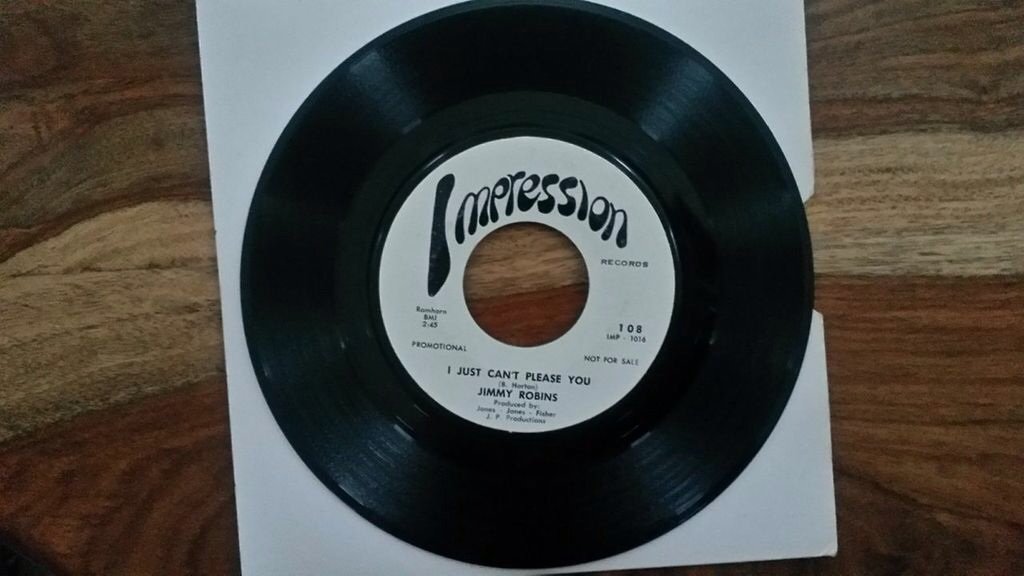 Impression
RECORDS
Ramhorn
BMI
2:45
108
IMP - 1016
PROMOTIONAL
NOT FOR SALE
I JUST CAN'T PLEASE YOU
(B. Horton)
JIMMY ROBINS
Produced by:
Jones - Jones - Fisher
J. P. Productions